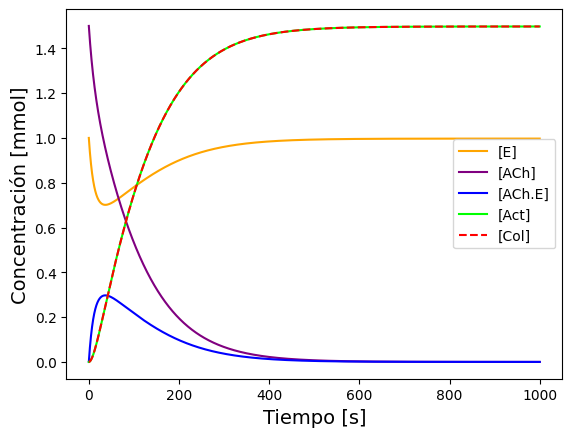 Concentración [mmol]
1.4
1.2
1.0
0.8
0.6
0.4
0.2
0.0
[E]
[ACh]
[ACh.E]
[Act]
[Col]
0 200 400 600 800 1000
Tiempo [s]